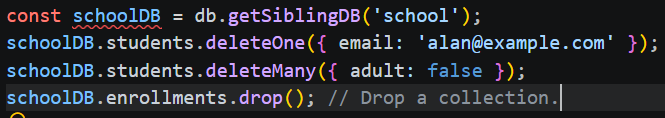 const schoolDB = db.getSiblingDB('school');
schoolDB.students.deleteOne({ email: 'alan@example.com' });
schoolDB.students.deleteMany({ adult: false });
schoolDB.enrollments.drop(); // Drop a collection.